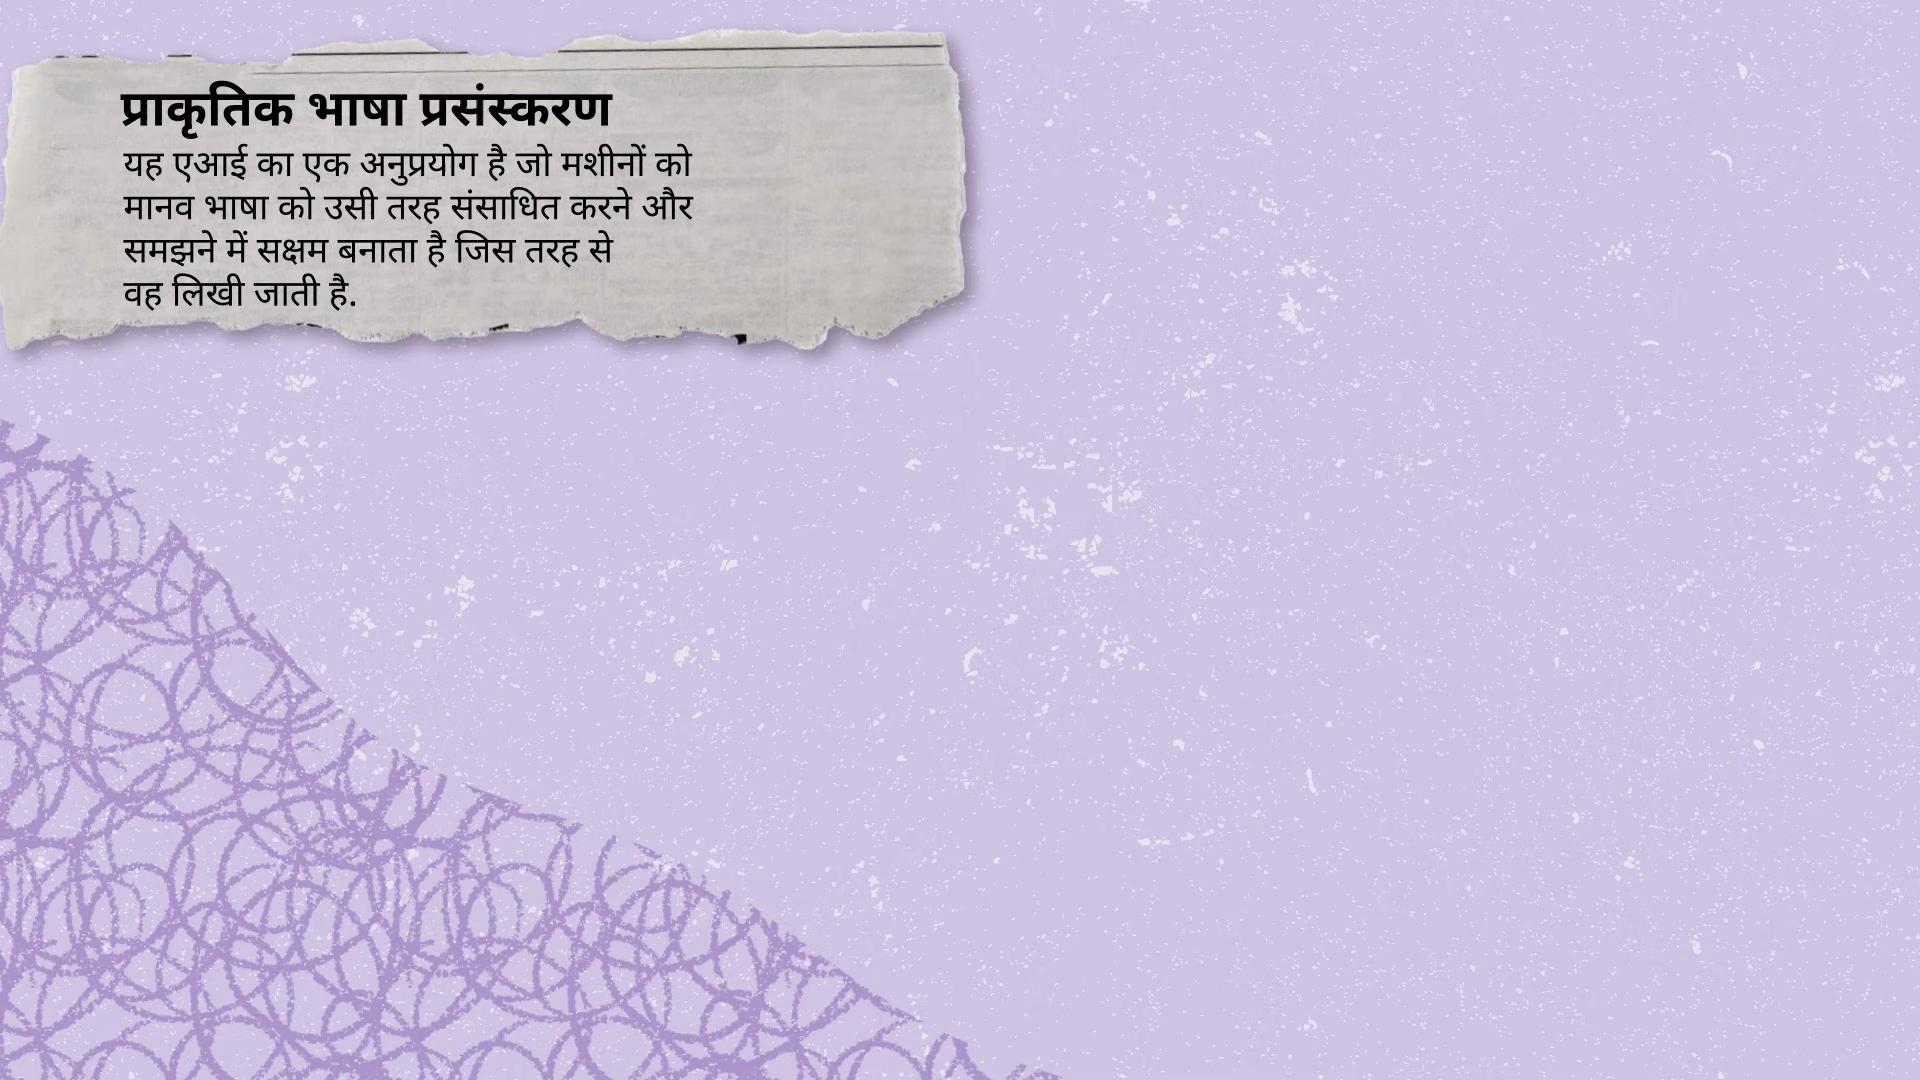 प्राकृतिक भाषा प्रसंस्करण
यह एआई का एक अनुप्रयोग है जो मशीनों को
मानव भाषा को उसी तरह संसाधित करने और
समझने में सक्षम बनाता है जिस तरह से
वह लिखी जाती है.